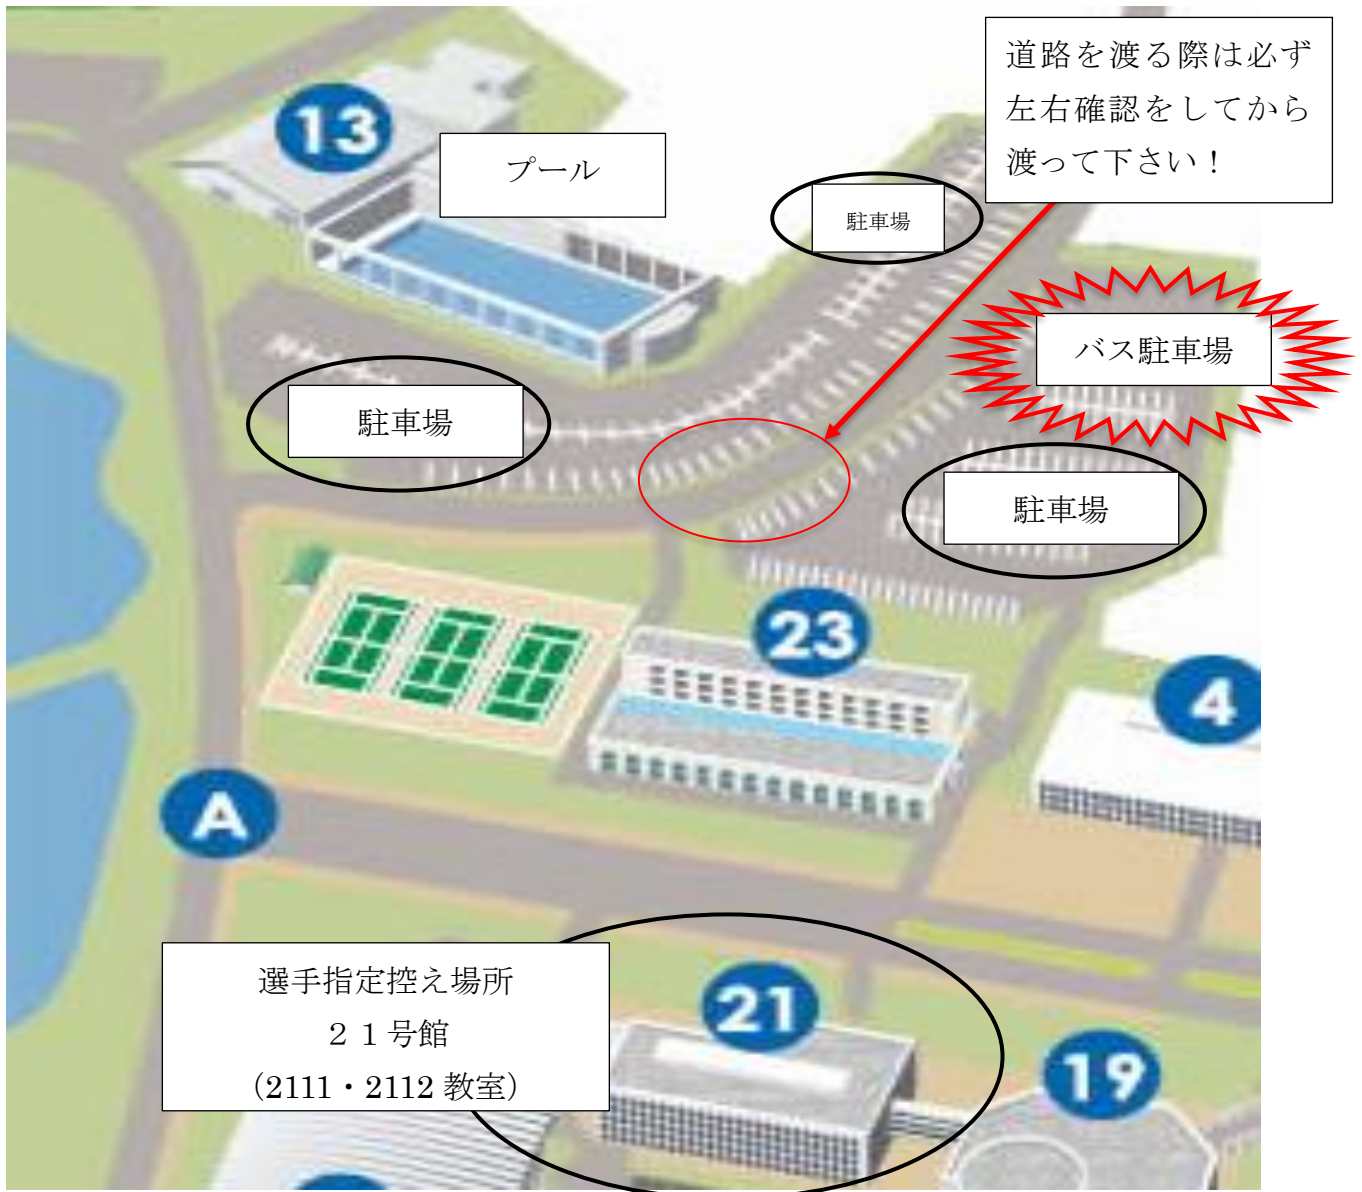 道路を渡る際は必ず
左右確認をしてから
渡って下さい！
13
プール
駐車場
バス駐車場
駐車場
駐車場
23
4
A
選手指定控え場所
２１号館
（2111・2112 教室）
21
19